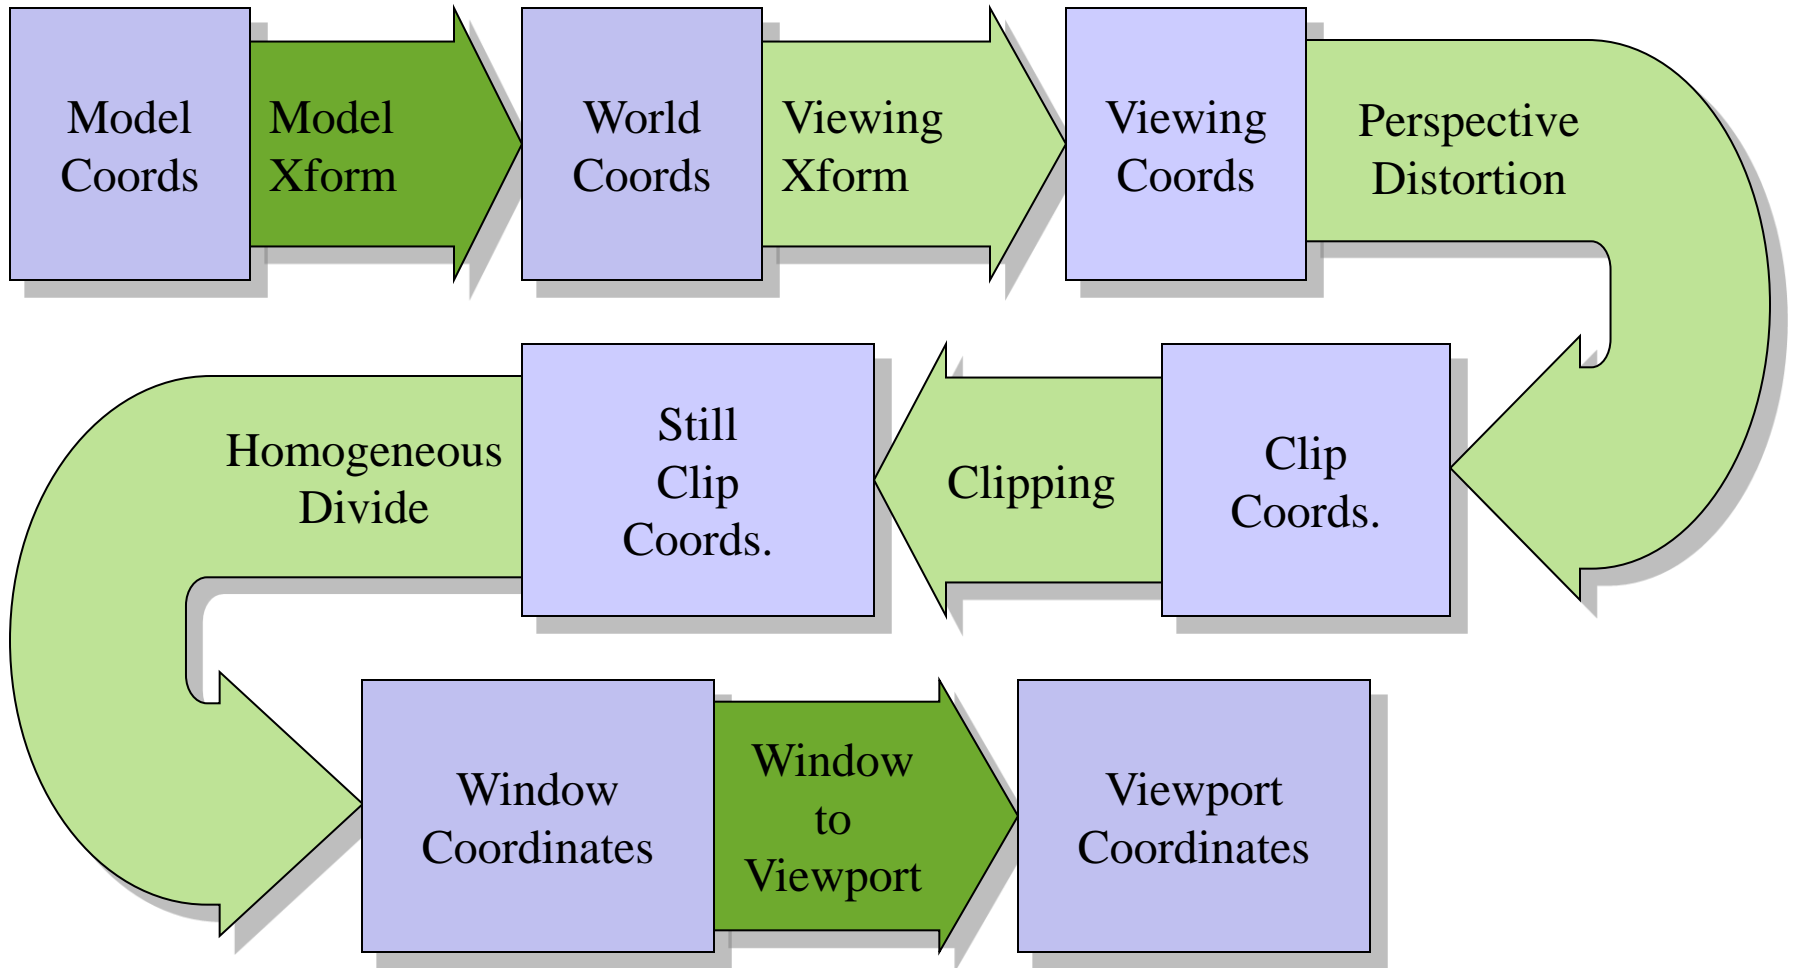 Model
Coords
Model
Xform
World
Coords
Viewing
Xform
Viewing
Coords
Perspective
Distortion
Clip
Coords.
Clipping
Still
Clip
Coords.
Homogeneous
Divide
Window
Coordinates
Window
to
Viewport
Viewport
Coordinates